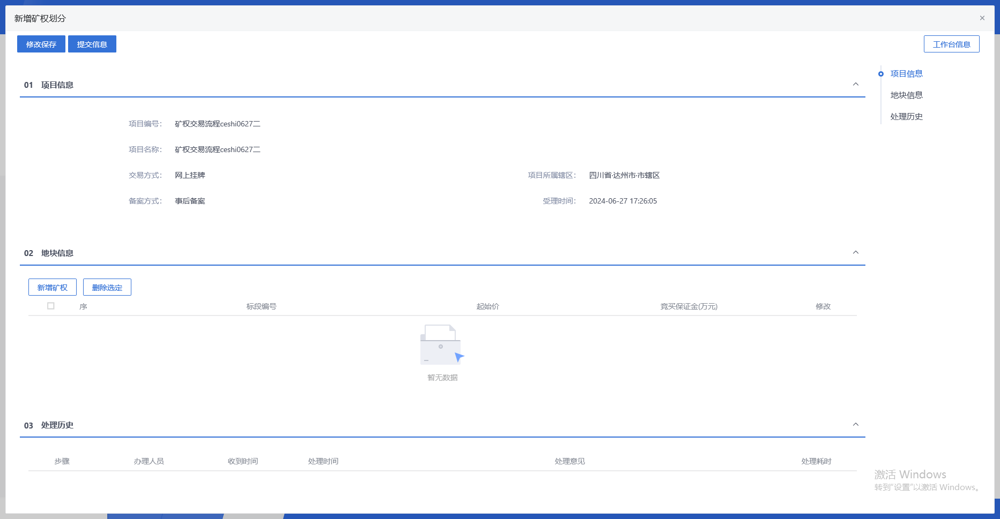 新增矿权划分
修改保存 提交信息 工作台信息
01 项目信息
项目信息
地块信息
处理历史
项目编号： 矿权交易流程ceshi0627二
项目名称： 矿权交易流程ceshi0627二
交易方式： 网上挂牌 项目所属辖区： 四川省·达州市·市辖区
备案方式： 事后备案 受理时间： 2024-06-27 17:26:05
02 地块信息
新增矿权 删除选定
序 标段编号 起始价 竞买保证金(万元) 修改
暂无数据
03 处理历史
步骤 办理人员 收到时间 处理时间 处理意见 处理耗时
激活 Windows
转到"设置"以激活 Windows。